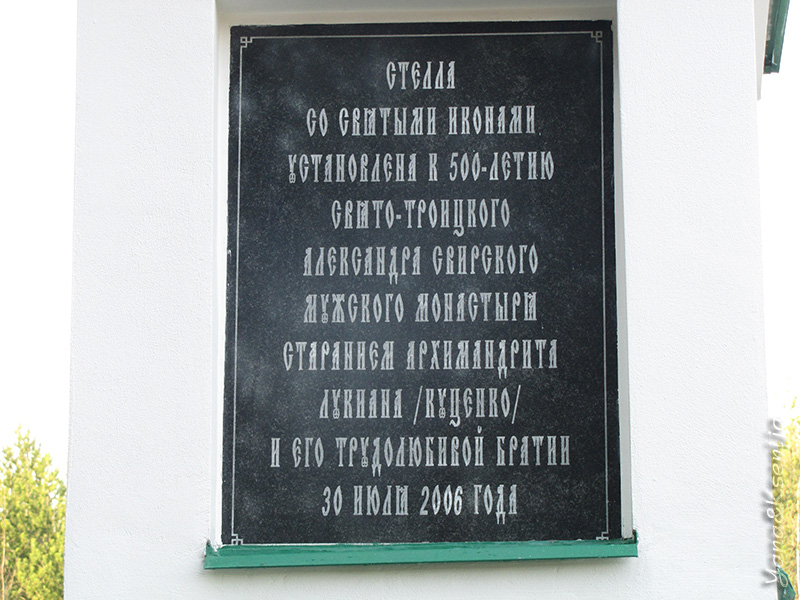 СТЕЛЛА
СО СВЯТЫМИ ИКОНАМИ
УСТАНОВЛЕНА К 500-ЛЕТИЮ
СВЯТО-ТРОИЦКОГО
АЛЕКСАНДРА СВИРСКОГО
МУЖСКОГО МОНАСТЫРЯ
СТАРАНИЕМ АРХИМАНДРИТА
ЛУКИАНА /КУЦЕНКО/
И ЕГО ТРУДОЛЮБИВОЙ БРАТИИ
30 ИЮЛЯ 2006 ГОДА